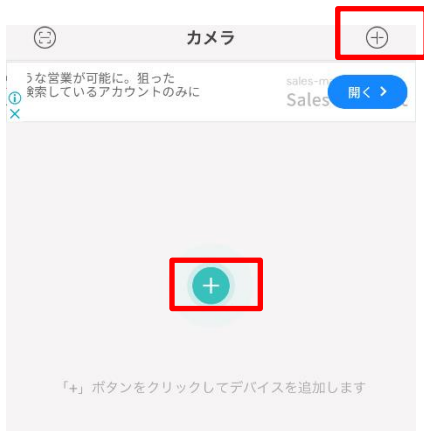 カメラ
うな営業が可能に。狙った
検索しているアカウントのみに
sales-m
Sales
開く
「+」ボタンをクリックしてデバイスを追加します